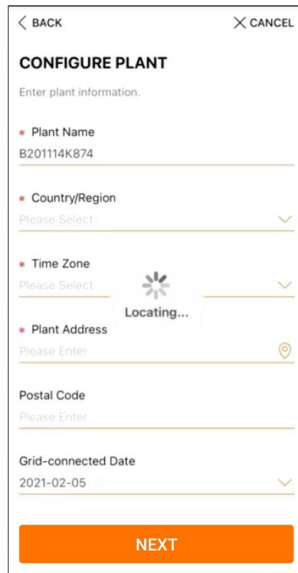 BACK
CANCEL
CONFIGURE PLANT
Enter plant information.
Plant Name
B201114K874
Country/Region
Please Select
Time Zone
Please Select
Locating...
Plant Address
Please Enter
Postal Code
Please Enter
Grid-connected Date
2021-02-05
NEXT